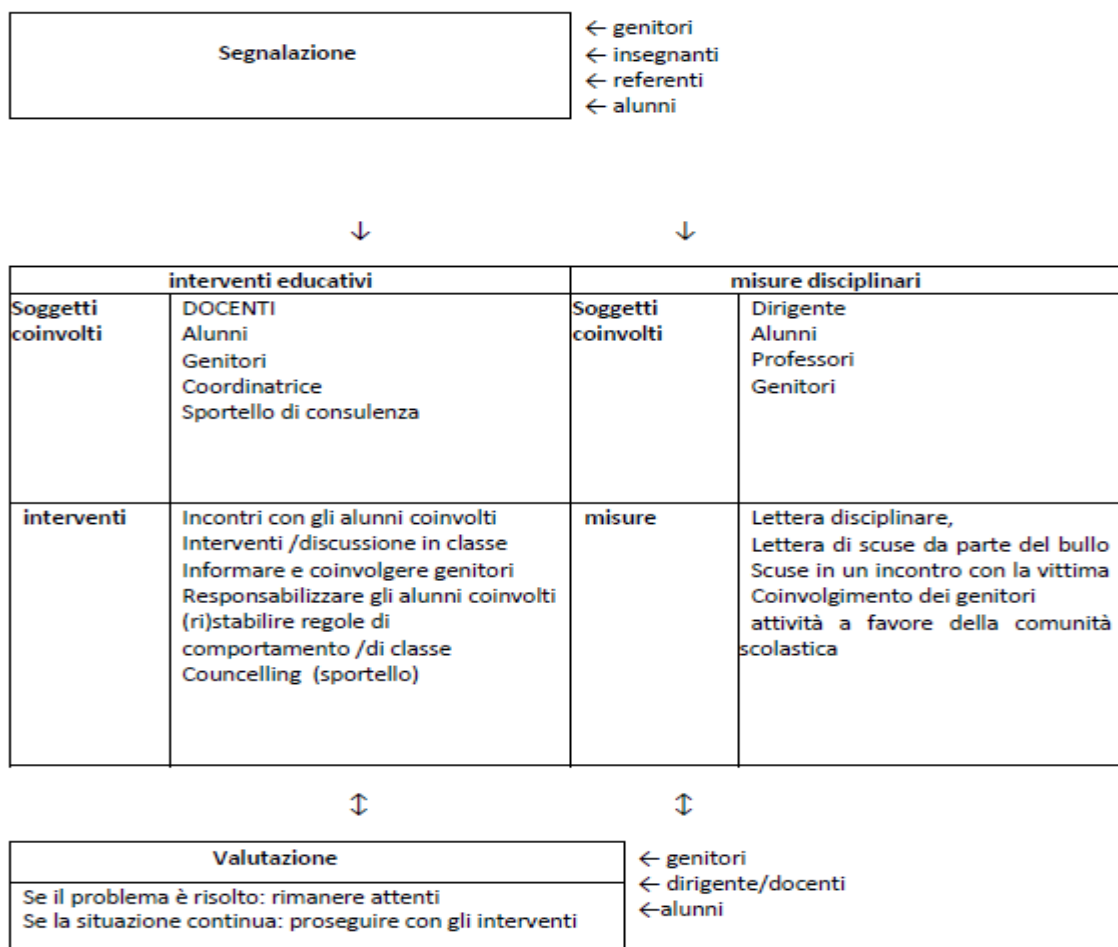 Segnalazione
← genitori
← insegnanti
← referenti
← alunni
↓ ↓
interventi educativi
misure disciplinari
Soggetti
coinvolti
DOCENTI
Alunni
Genitori
Coordinatrice
Sportello di consulenza
Soggetti
coinvolti
Dirigente
Alunni
Professori
Genitori
interventi
Incontri con gli alunni coinvolti
Interventi /discussione in classe
Informare e coinvolgere genitori
Responsabilizzare gli alunni coinvolti
(ri)stabilire regole di
comportamento /di classe
Councelling (sportello)
misure
Lettera disciplinare,
Lettera di scuse da parte del bullo
Scuse in un incontro con la vittima
Coinvolgimento dei genitori
attività a favore della comunità
scolastica
↕ ↕
Valutazione
Se il problema è risolto: rimanere attenti
Se la situazione continua: proseguire con gli interventi
← genitori
← dirigente/docenti
←alunni